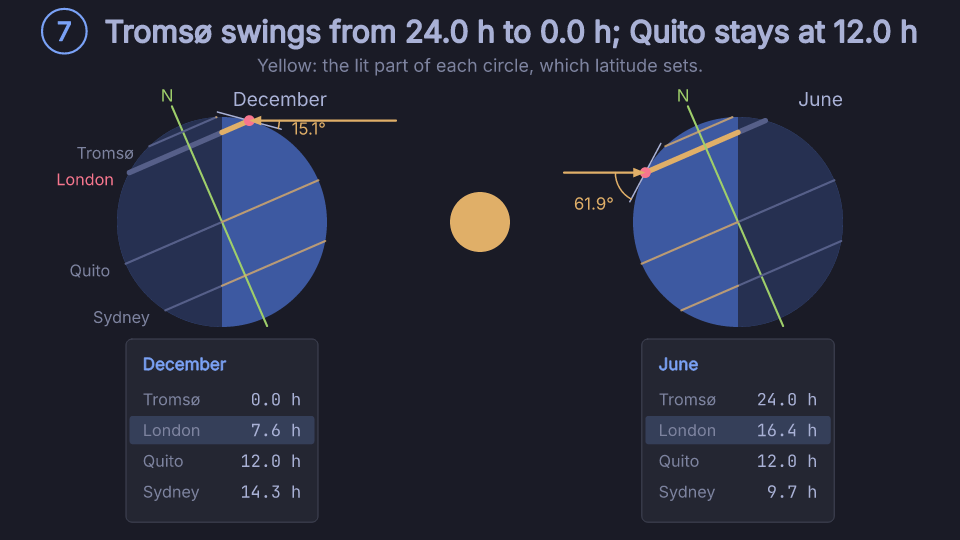 7 Tromsø swings from 24.0 h to 0.0 h; Quito stays at 12.0 h
Yellow: the lit part of each circle, which latitude sets.
N
December
15.1°
Tromsø
London
Quito
Sydney
N
June
61.9°
December
Tromsø 0.0 h
London 7.6 h
Quito 12.0 h
Sydney 14.3 h
June
Tromsø 24.0 h
London 16.4 h
Quito 12.0 h
Sydney 9.7 h